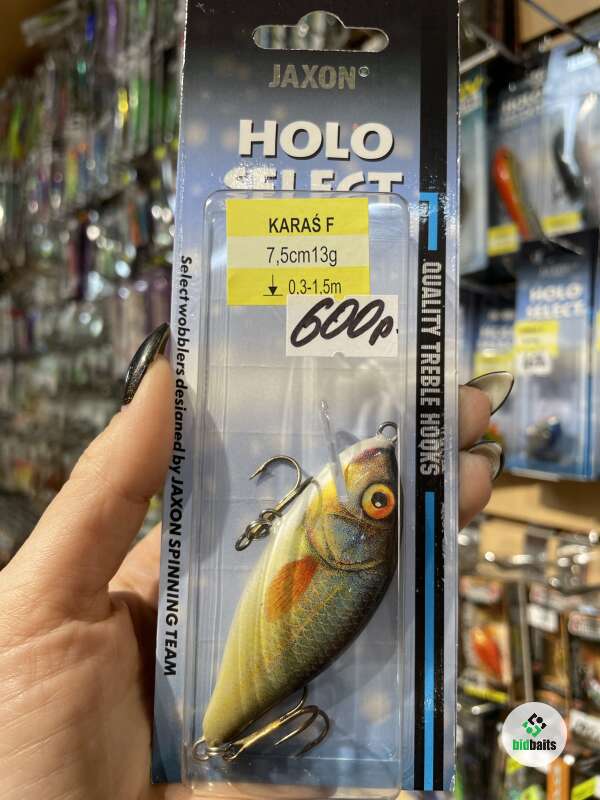 JAXON®
HOLO
SELECT
KARAŚ F
7,5cm13g
0,3-1,5m
600р.
QUALITY TREBLE HOOKS
Select wobblers designed by JAXON SPINNING TEAM
HOLO
SELECT
bidbaits